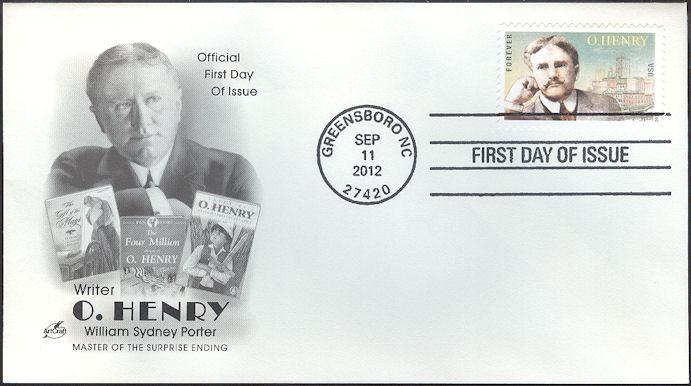 Official
First Day
Of Issue
FOREVER
O. HENRY
USA
GREENSBORO NC
SEP
11
2012
27420
FIRST DAY OF ISSUE
The
Gift of the
Magi
The
Four Million
O. HENRY
O. HENRY
Writer
O. HENRY
William Sydney Porter
MASTER OF THE SURPRISE ENDING
ArtCraft